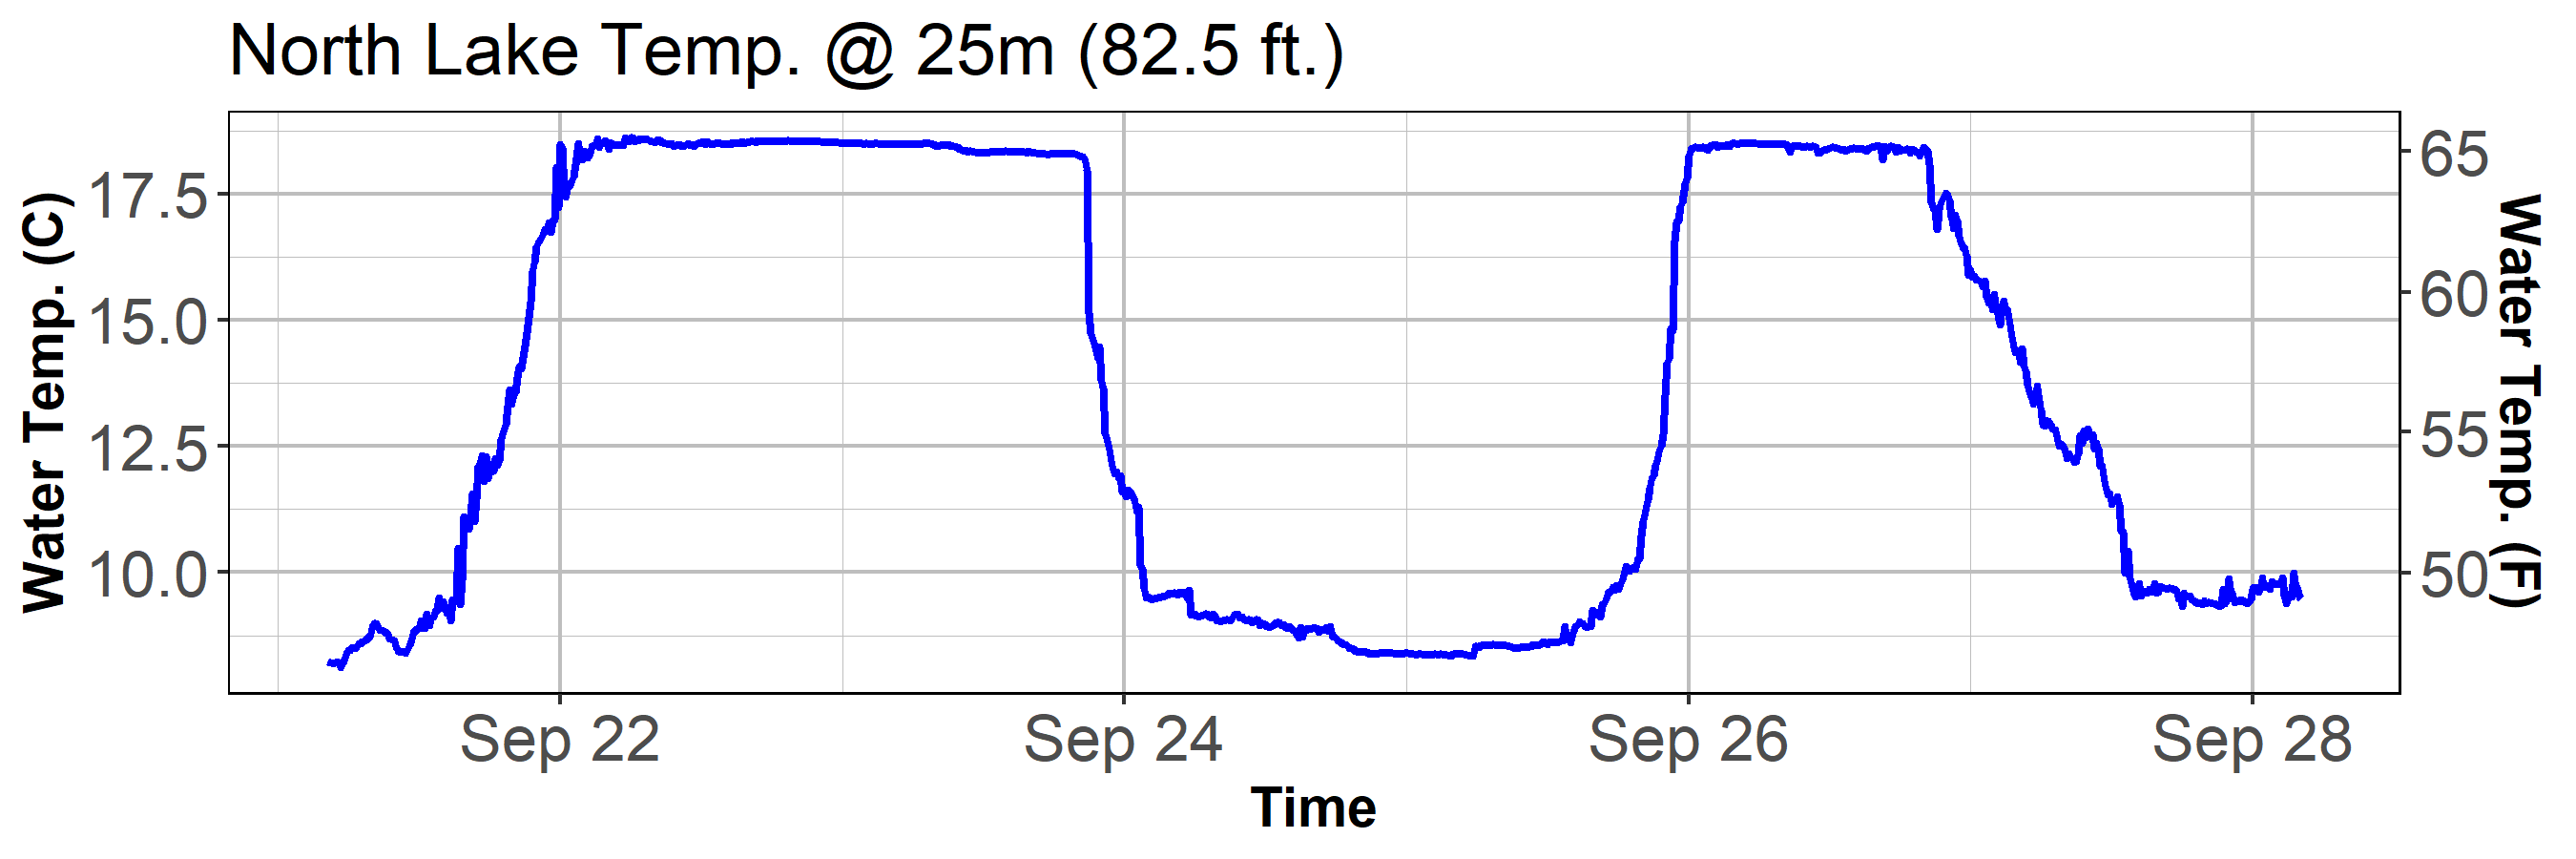 North Lake Temp. @ 25m (82.5 ft.)
Water Temp. (C)
17.5
15.0
12.5
10.0
65
60
55
50
Water Temp. (F)
Sep 22 Sep 24 Sep 26 Sep 28
Time